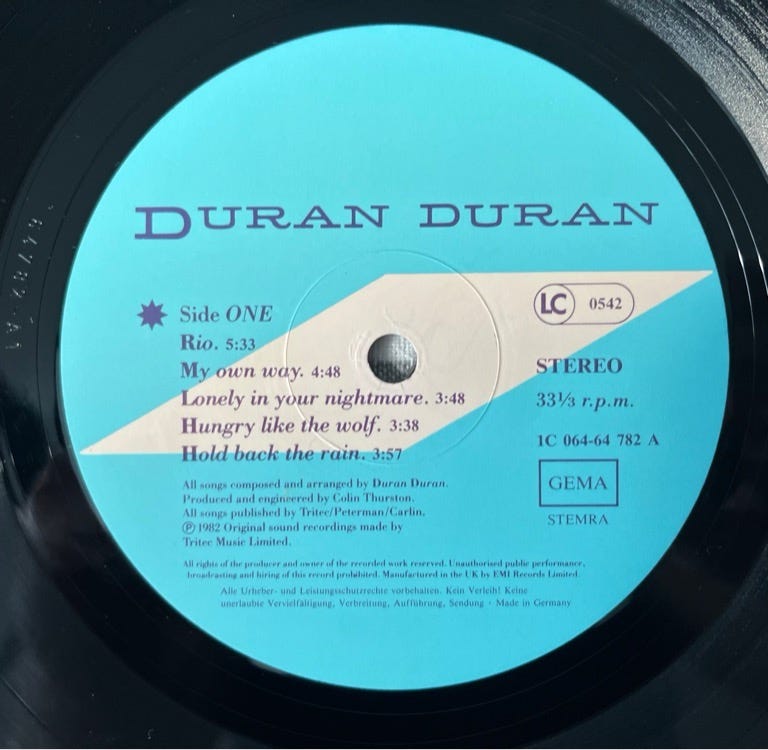 DURAN DURAN
Side ONE
Rio. 5:33
My own way. 4:48
Lonely in your nightmare. 3:48
Hungry like the wolf. 3:38
Hold back the rain. 3:57
LC 0542
STEREO
33⅓ r.p.m.
1C 064-64 782 A
GEMA
STEMRA
All songs composed and arranged by Duran Duran.
Produced and engineered by Colin Thurston.
All songs published by Tritec/Peterman/Carlin.
Ⓟ 1982 Original sound recordings made by
Tritec Music Limited.
All rights of the producer and owner of the recorded work reserved. Unauthorised public performance,
broadcasting and hiring of this record prohibited. Manufactured in the UK by EMI Records Limited.
Alle Urheber- und Leistungsschutzrechte vorbehalten. Kein Verleih! Keine
unerlaubte Vervielfältigung, Verbreitung, Aufführung, Sendung · Made in Germany